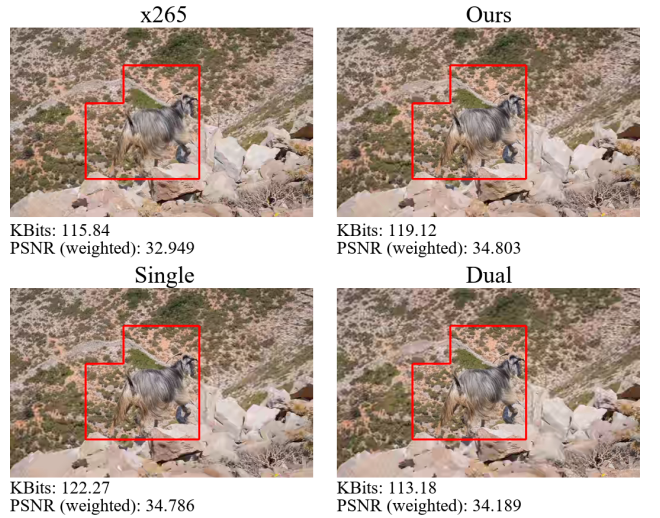 x265
Ours
KBits: 115.84
PSNR (weighted): 32.949
KBits: 119.12
PSNR (weighted): 34.803
Single
Dual
KBits: 122.27
PSNR (weighted): 34.786
KBits: 113.18
PSNR (weighted): 34.189